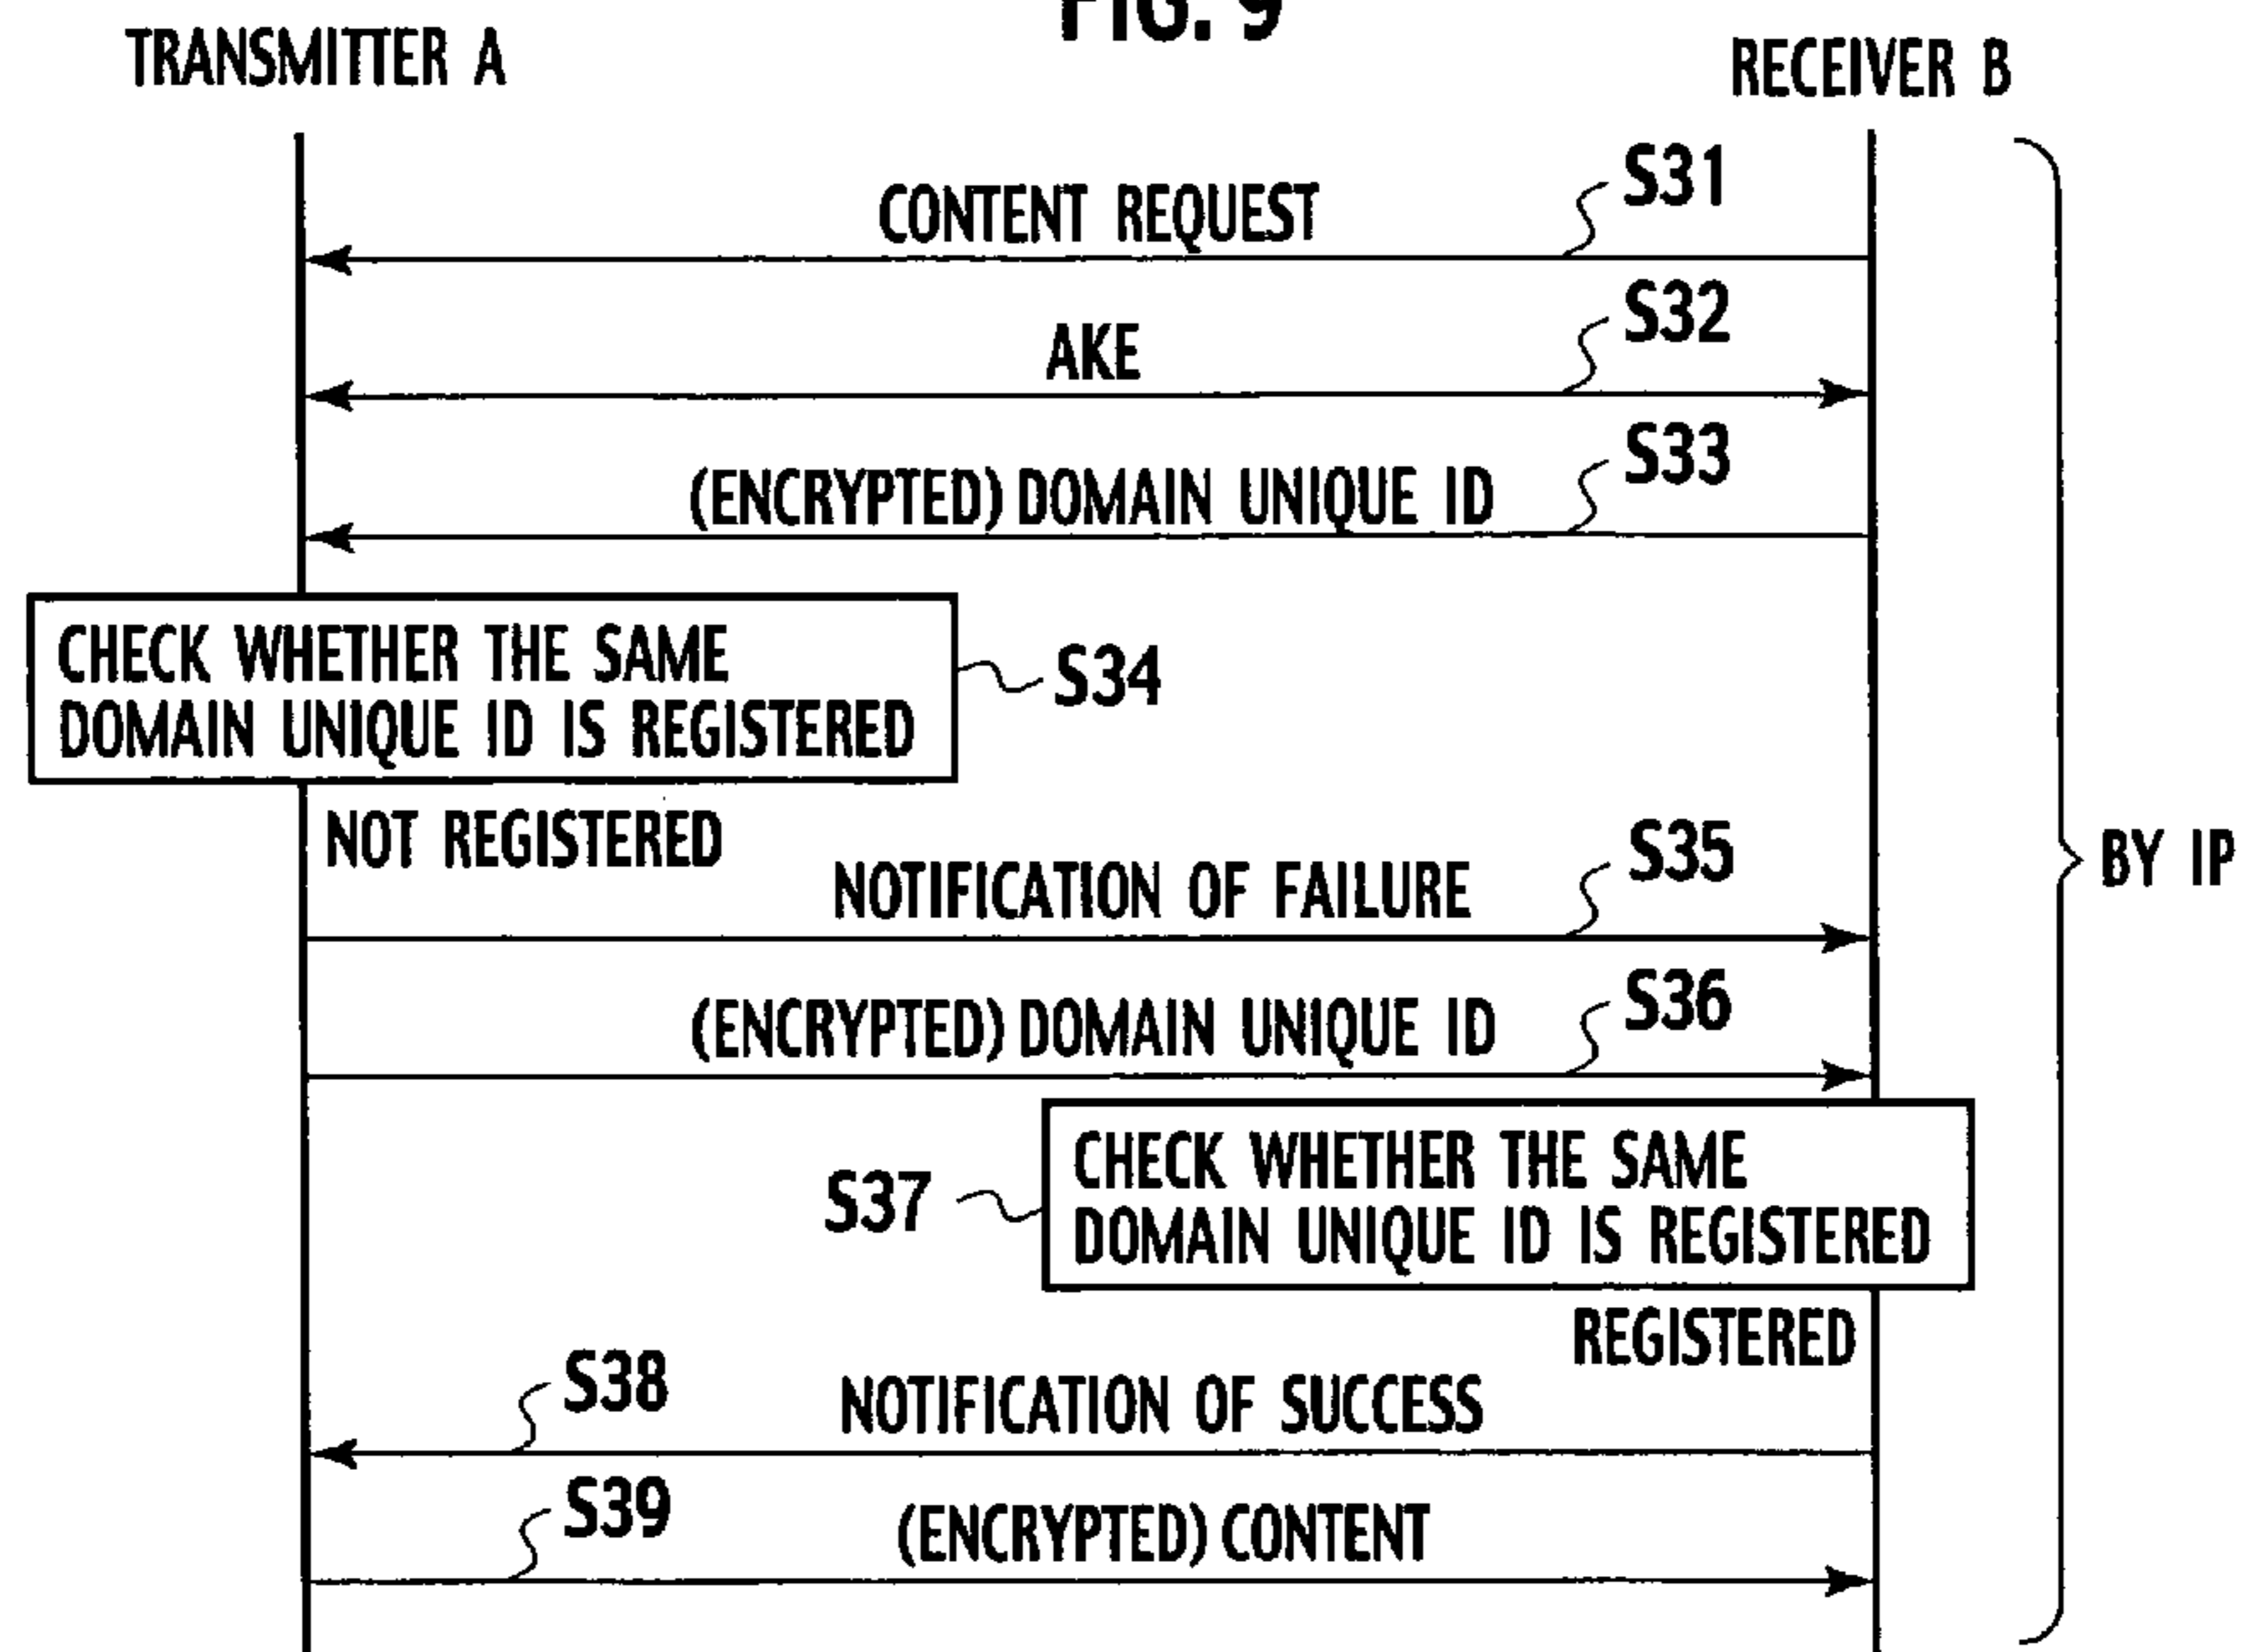 FIG. 9
TRANSMITTER A
RECEIVER B
S31
CONTENT REQUEST
S32
AKE
S33
(ENCRYPTED) DOMAIN UNIQUE ID
CHECK WHETHER THE SAME
DOMAIN UNIQUE ID IS REGISTERED
S34
NOT REGISTERED
S35
NOTIFICATION OF FAILURE
BY IP
S36
(ENCRYPTED) DOMAIN UNIQUE ID
S37
CHECK WHETHER THE SAME
DOMAIN UNIQUE ID IS REGISTERED
REGISTERED
S38
NOTIFICATION OF SUCCESS
S39
(ENCRYPTED) CONTENT